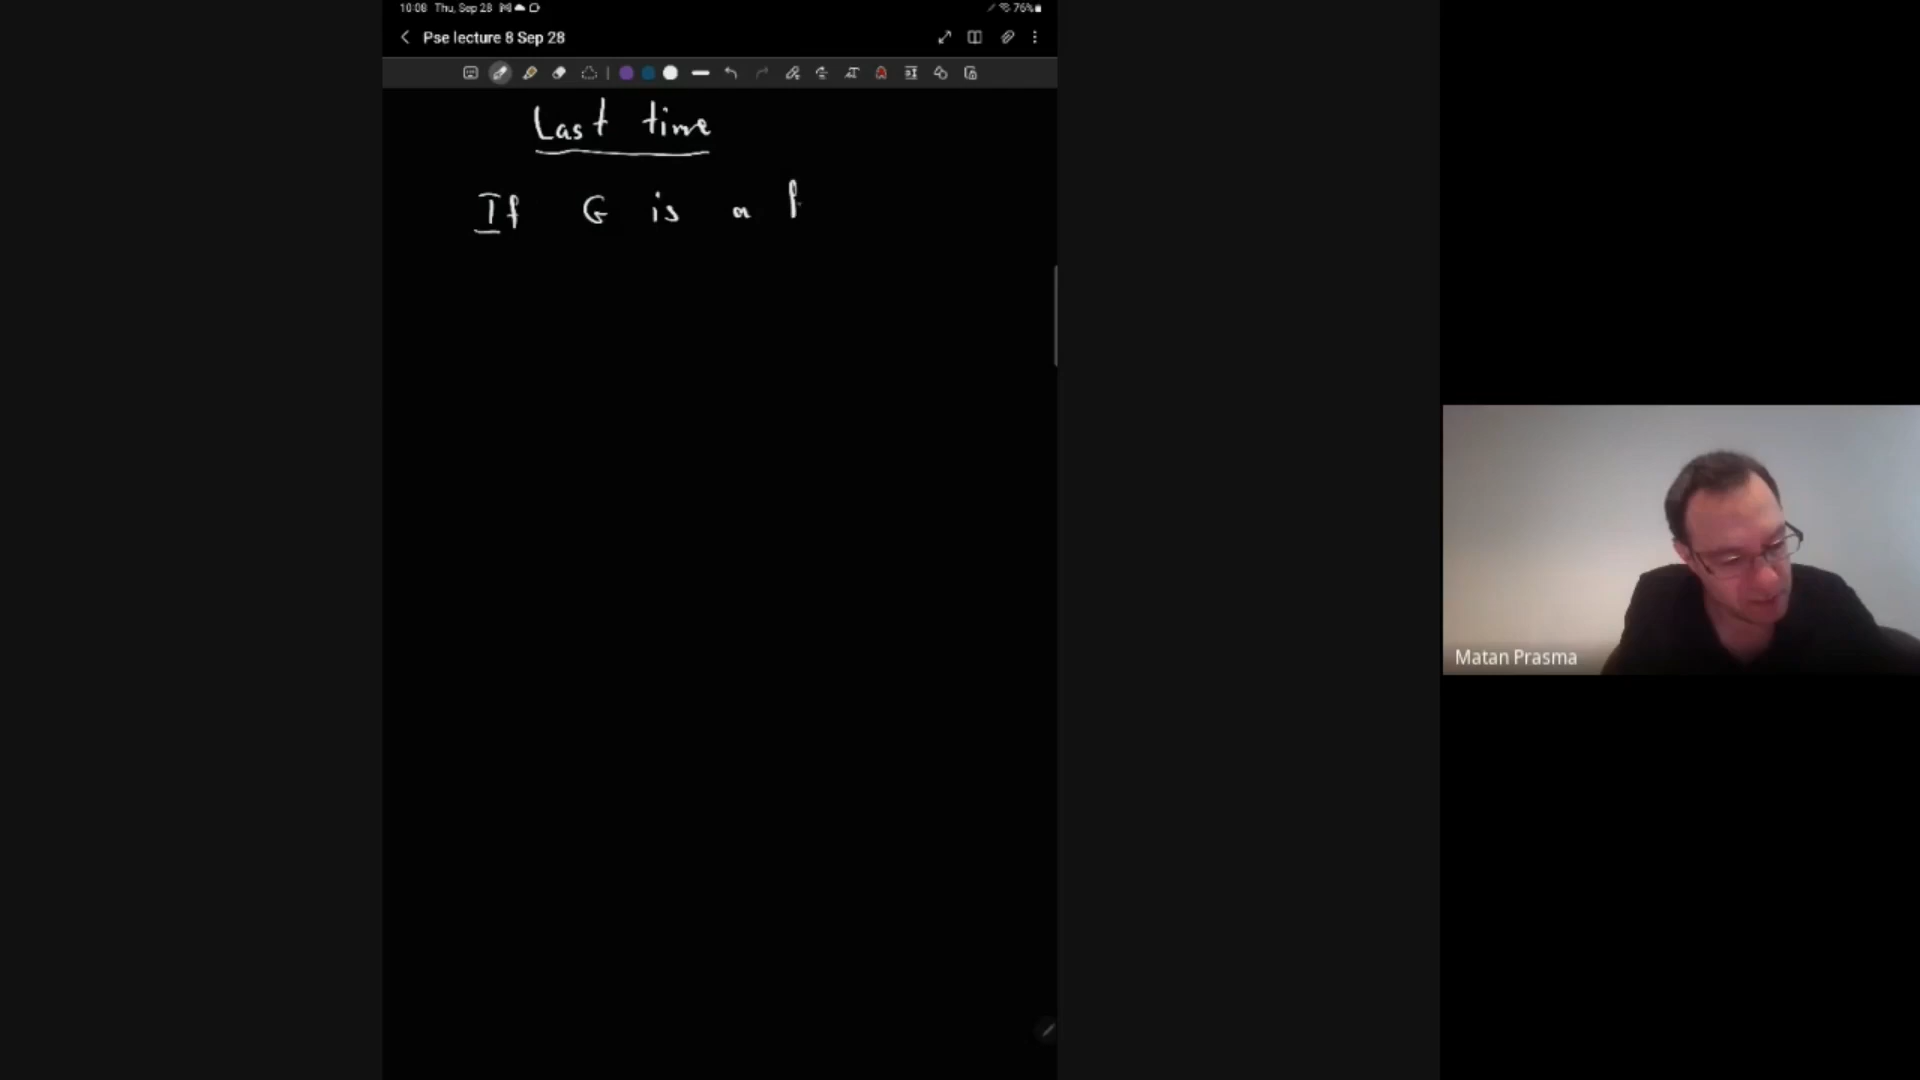 10:08 Thu, Sep 28
76%
Pse lecture 8 Sep 28
Last time
If G is a f
Matan Prasma